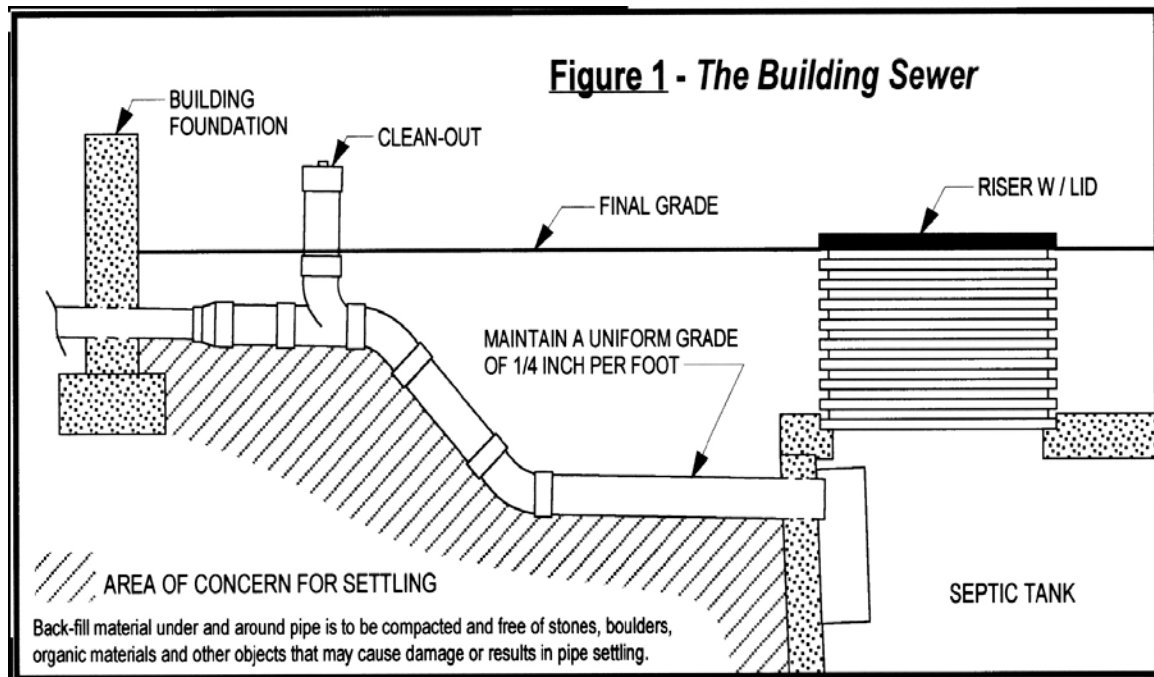 Figure 1 - The Building Sewer
BUILDING
FOUNDATION
CLEAN-OUT
FINAL GRADE
RISER W / LID
MAINTAIN A UNIFORM GRADE
OF 1/4 INCH PER FOOT
AREA OF CONCERN FOR SETTLING
SEPTIC TANK
Back-fill material under and around pipe is to be compacted and free of stones, boulders,
organic materials and other objects that may cause damage or results in pipe settling.